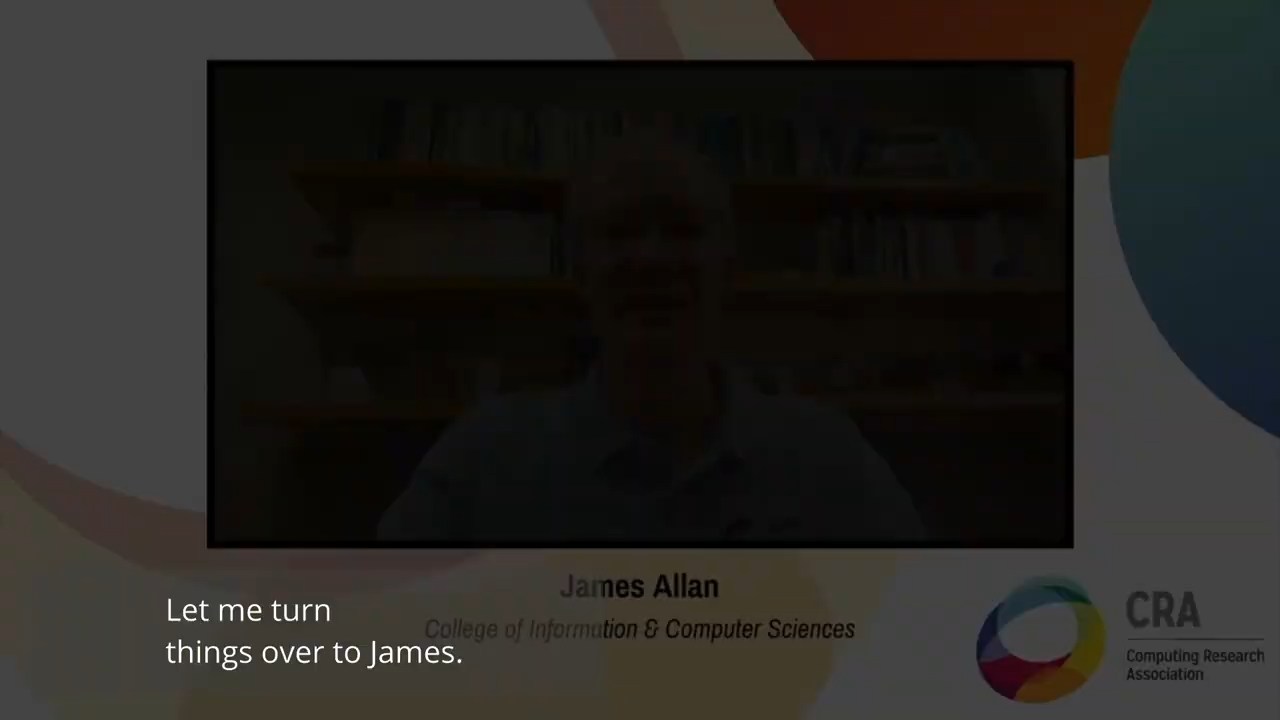 James Allan
College of Information & Computer Sciences
Let me turn
things over to James.
CRA
Computing Research
Association